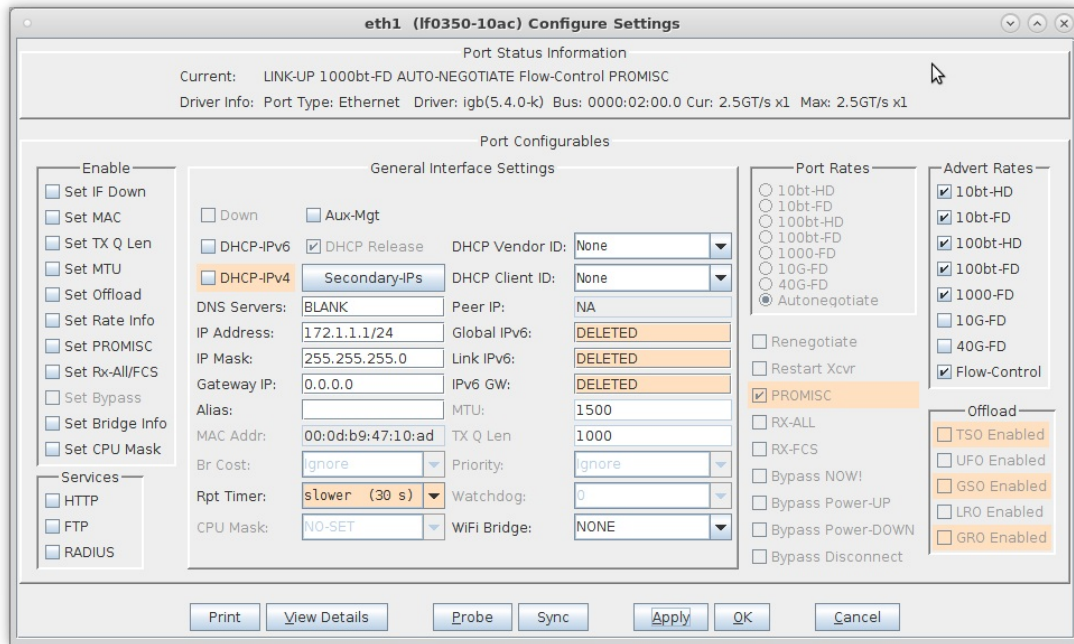 eth1 (lf0350-10ac) Configure Settings
Port Status Information
Current: LINK-UP 1000bt-FD AUTO-NEGOTIATE Flow-Control PROMISC
Driver Info: Port Type: Ethernet Driver: igb(5.4.0-k) Bus: 0000:02:00.0 Cur: 2.5GT/s x1 Max: 2.5GT/s x1
Port Configurables
Enable
Set IF Down
Set MAC
Set TX Q Len
Set MTU
Set Offload
Set Rate Info
Set PROMISC
Set Rx-All/FCS
Set Bypass
Set Bridge Info
Set CPU Mask
Services
HTTP
FTP
RADIUS
General Interface Settings
Down Aux-Mgt
DHCP-IPv6 DHCP Release DHCP Vendor ID: None
DHCP-IPv4 Secondary-IPs DHCP Client ID: None
DNS Servers: BLANK Peer IP: NA
IP Address: 172.1.1.1/24 Global IPv6: DELETED
IP Mask: 255.255.255.0 Link IPv6: DELETED
Gateway IP: 0.0.0.0 IPv6 GW: DELETED
Alias: MTU: 1500
MAC Addr: 00:0d:b9:47:10:ad TX Q Len 1000
Br Cost: Ignore Priority: Ignore
Rpt Timer: slower (30 s) Watchdog: 0
CPU Mask: NO-SET WiFi Bridge: NONE
Port Rates
10bt-HD
10bt-FD
100bt-HD
100bt-FD
1000-FD
10G-FD
40G-FD
Autonegotiate
Renegotiate
Restart Xcvr
PROMISC
RX-ALL
RX-FCS
Bypass NOW!
Bypass Power-UP
Bypass Power-DOWN
Bypass Disconnect
Advert Rates
10bt-HD
10bt-FD
100bt-HD
100bt-FD
1000-FD
10G-FD
40G-FD
Flow-Control
Offload
TSO Enabled
UFO Enabled
GSO Enabled
LRO Enabled
GRO Enabled
Print View Details Probe Sync Apply OK Cancel